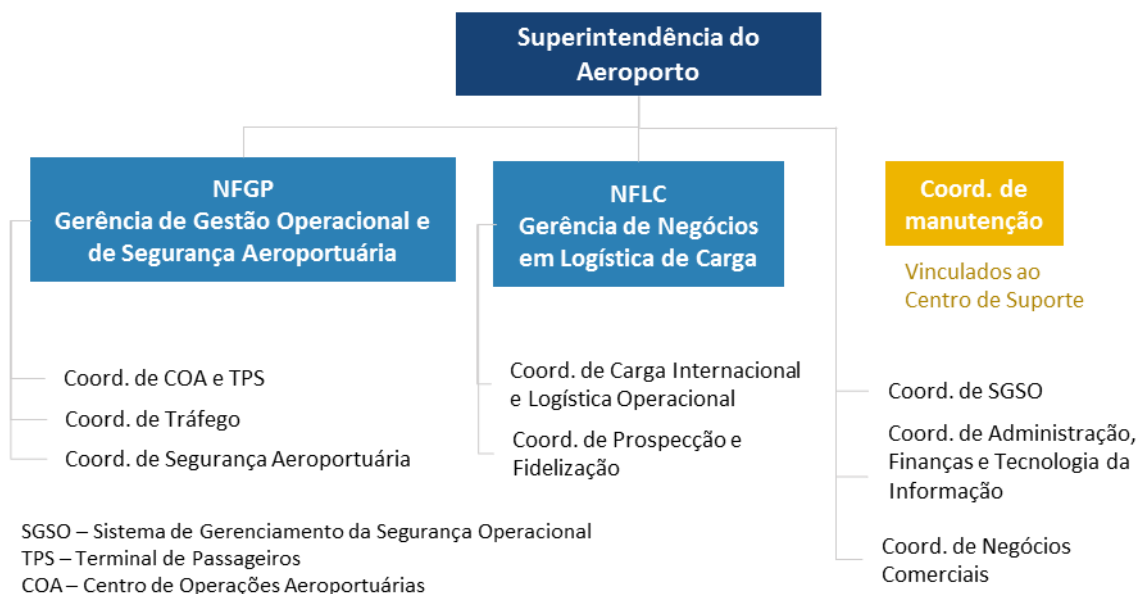 Superintendência do
Aeroporto
NFGP
Gerência de Gestão Operacional e
de Segurança Aeroportuária
NFLC
Gerência de Negócios
em Logística de Carga
Coord. de
manutenção
Vinculados ao
Centro de Suporte
Coord. de COA e TPS
Coord. de Tráfego
Coord. de Segurança Aeroportuária
Coord. de Carga Internacional
e Logística Operacional
Coord. de Prospecção e
Fidelização
Coord. de SGSO
Coord. de Administração,
Finanças e Tecnologia da
Informação
Coord. de Negócios
Comerciais
SGSO – Sistema de Gerenciamento da Segurança Operacional
TPS – Terminal de Passageiros
COA – Centro de Operações Aeroportuárias